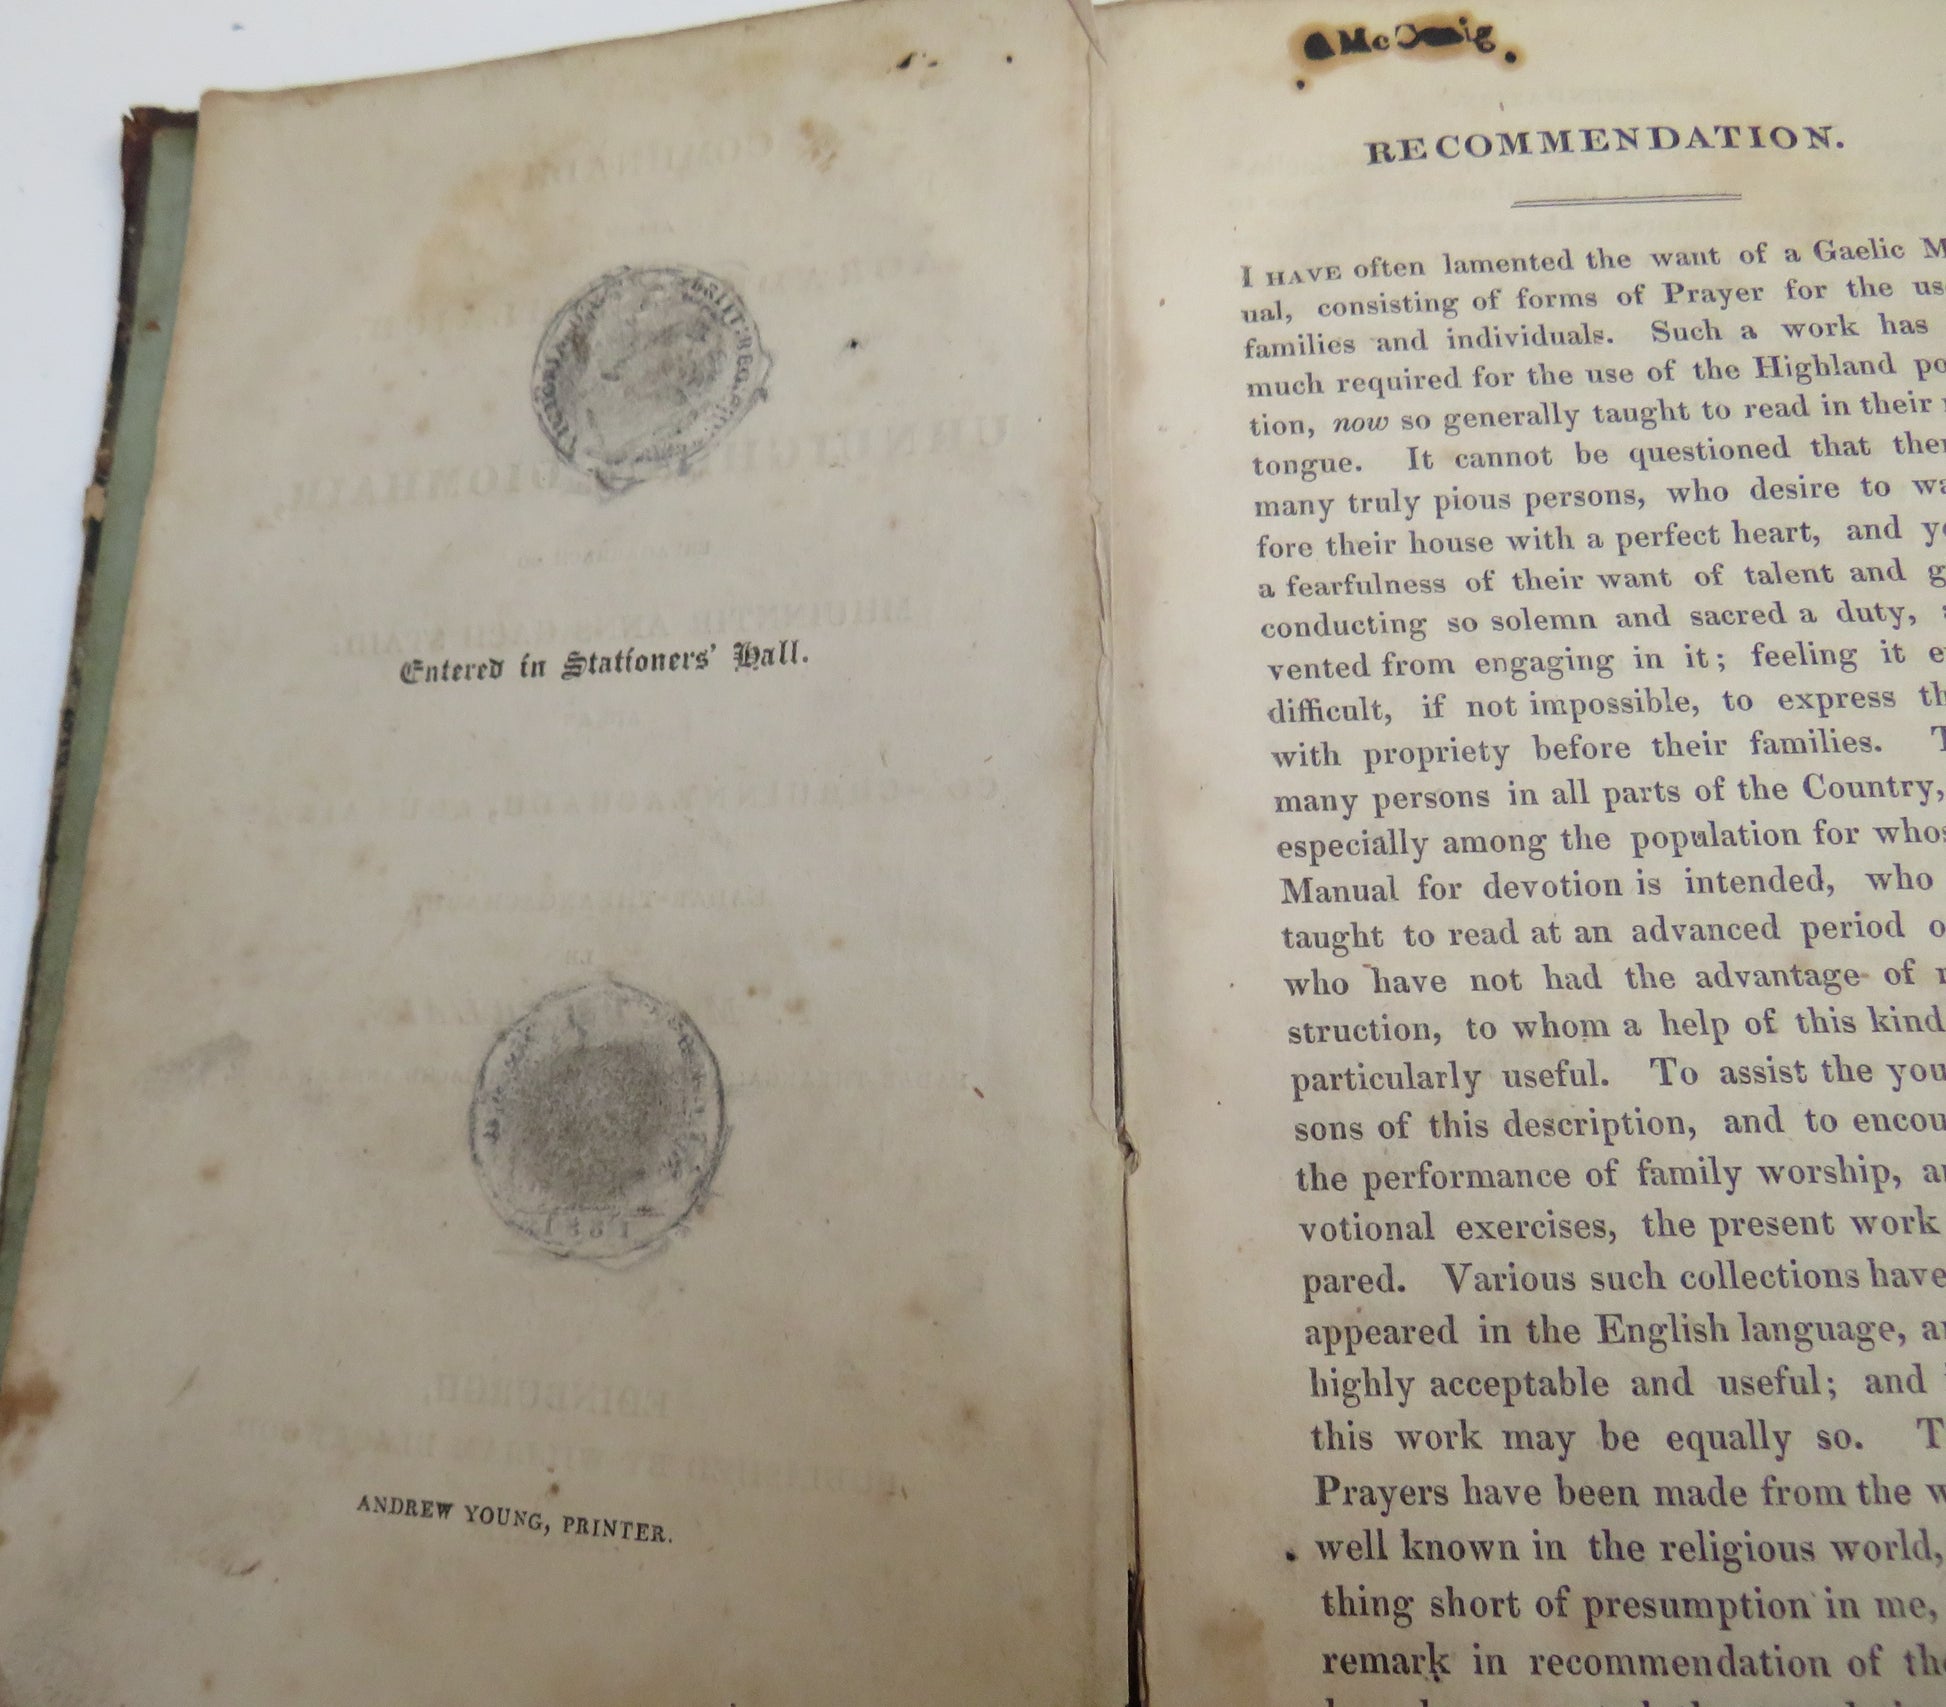 Entered in Stationers' Hall.
1881
ANDREW YOUNG, PRINTER.
RECOMMENDATION.
I HAVE often lamented the want of a Gaelic M
ual, consisting of forms of Prayer for the us
families and individuals. Such a work has
much required for the use of the Highland po
tion, now so generally taught to read in their
tongue. It cannot be questioned that ther
many truly pious persons, who desire to wa
fore their house with a perfect heart, and ye
a fearfulness of their want of talent and g
conducting so solemn and sacred a duty,
vented from engaging in it; feeling it e
difficult, if not impossible, to express th
with propriety before their families. T
many persons in all parts of the Country,
especially among the population for whos
Manual for devotion is intended, who
taught to read at an advanced period o
who have not had the advantage of
struction, to whom a help of this kind
particularly useful. To assist the you
sons of this description, and to encou
the performance of family worship, a
votional exercises, the present work
pared. Various such collections have
appeared in the English language, a
highly acceptable and useful; and
this work may be equally so. T
Prayers have been made from the w
well known in the religious world,
thing short of presumption in me,
remark in recommendation of the